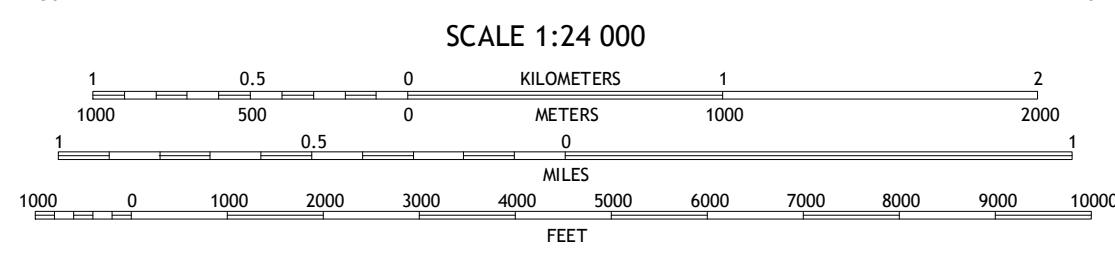 SCALE 1:24 000
1 0.5 0 KILOMETERS 1 2
1000 500 0 METERS 1000 2000
1 0.5 0 1
MILES
1000 0 1000 2000 3000 4000 5000 6000 7000 8000 9000 10000
FEET